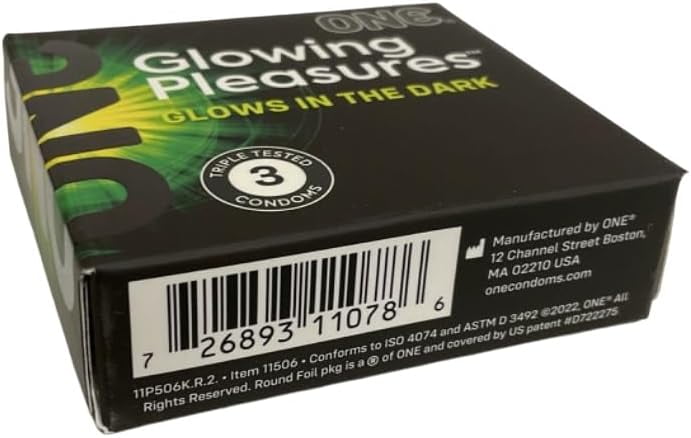 ONE®
Glowing
Pleasures™
GLOWS IN THE DARK
TRIPLE TESTED
3
CONDOMS
ONE
7 26893 11078 6
Manufactured by ONE®
12 Channel Street Boston,
MA 02210 USA
onecondoms.com
11P506K.R.2. • Item 11506 • Conforms to ISO 4074 and ASTM D 3492 ©2022, ONE® All
Rights Reserved. Round Foil pkg is a ® of ONE and covered by US patent #D722275